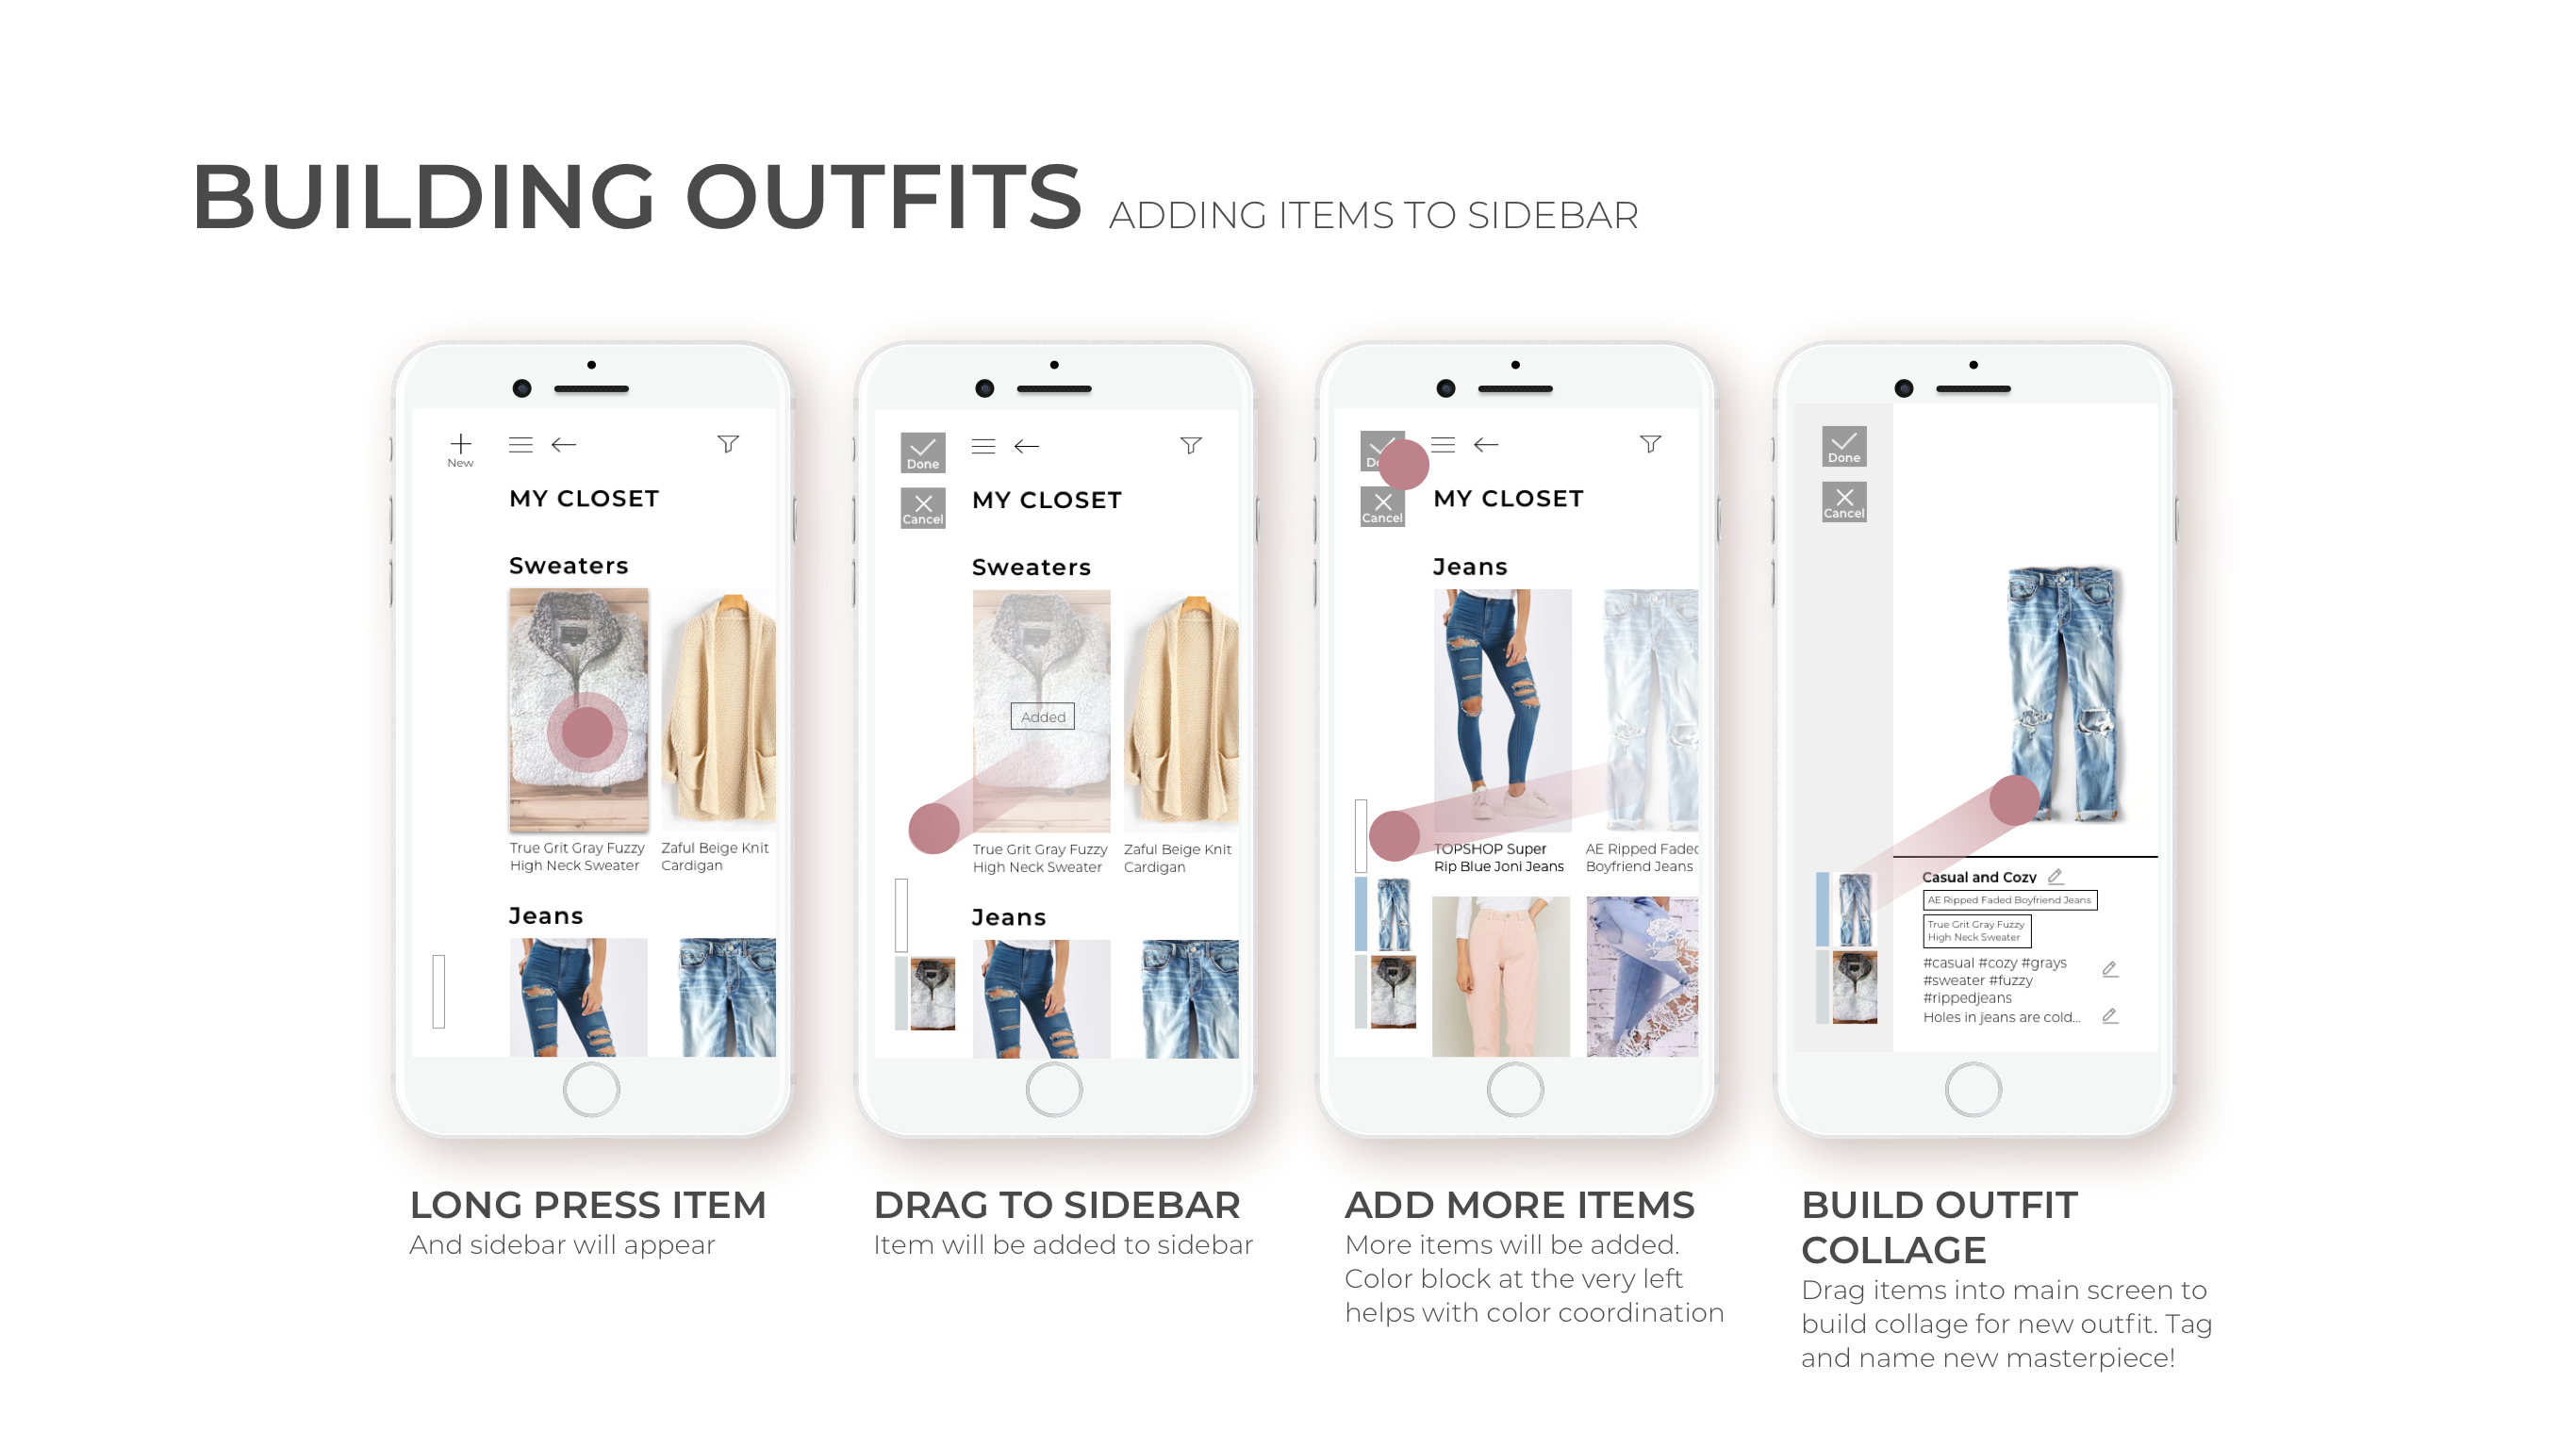 BUILDING OUTFITS ADDING ITEMS TO SIDEBAR
New
MY CLOSET
Sweaters
True Grit Gray Fuzzy
High Neck Sweater
Zaful Beige Knit
Cardigan
Jeans
LONG PRESS ITEM
And sidebar will appear
Done
Cancel
MY CLOSET
Sweaters
Added
True Grit Gray Fuzzy
High Neck Sweater
Zaful Beige Knit
Cardigan
Jeans
DRAG TO SIDEBAR
Item will be added to sidebar
Cancel
MY CLOSET
Jeans
TOPSHOP Super
Rip Blue Joni Jeans
AE Ripped Faded
Boyfriend Jeans
ADD MORE ITEMS
More items will be added.
Color block at the very left
helps with color coordination
Done
Cancel
Casual and Cozy
AE Ripped Faded Boyfriend Jeans
True Grit Gray Fuzzy
High Neck Sweater
#casual #cozy #grays
#sweater #fuzzy
#rippedjeans
Holes in jeans are cold...
BUILD OUTFIT
COLLAGE
Drag items into main screen to
build collage for new outfit. Tag
and name new masterpiece!